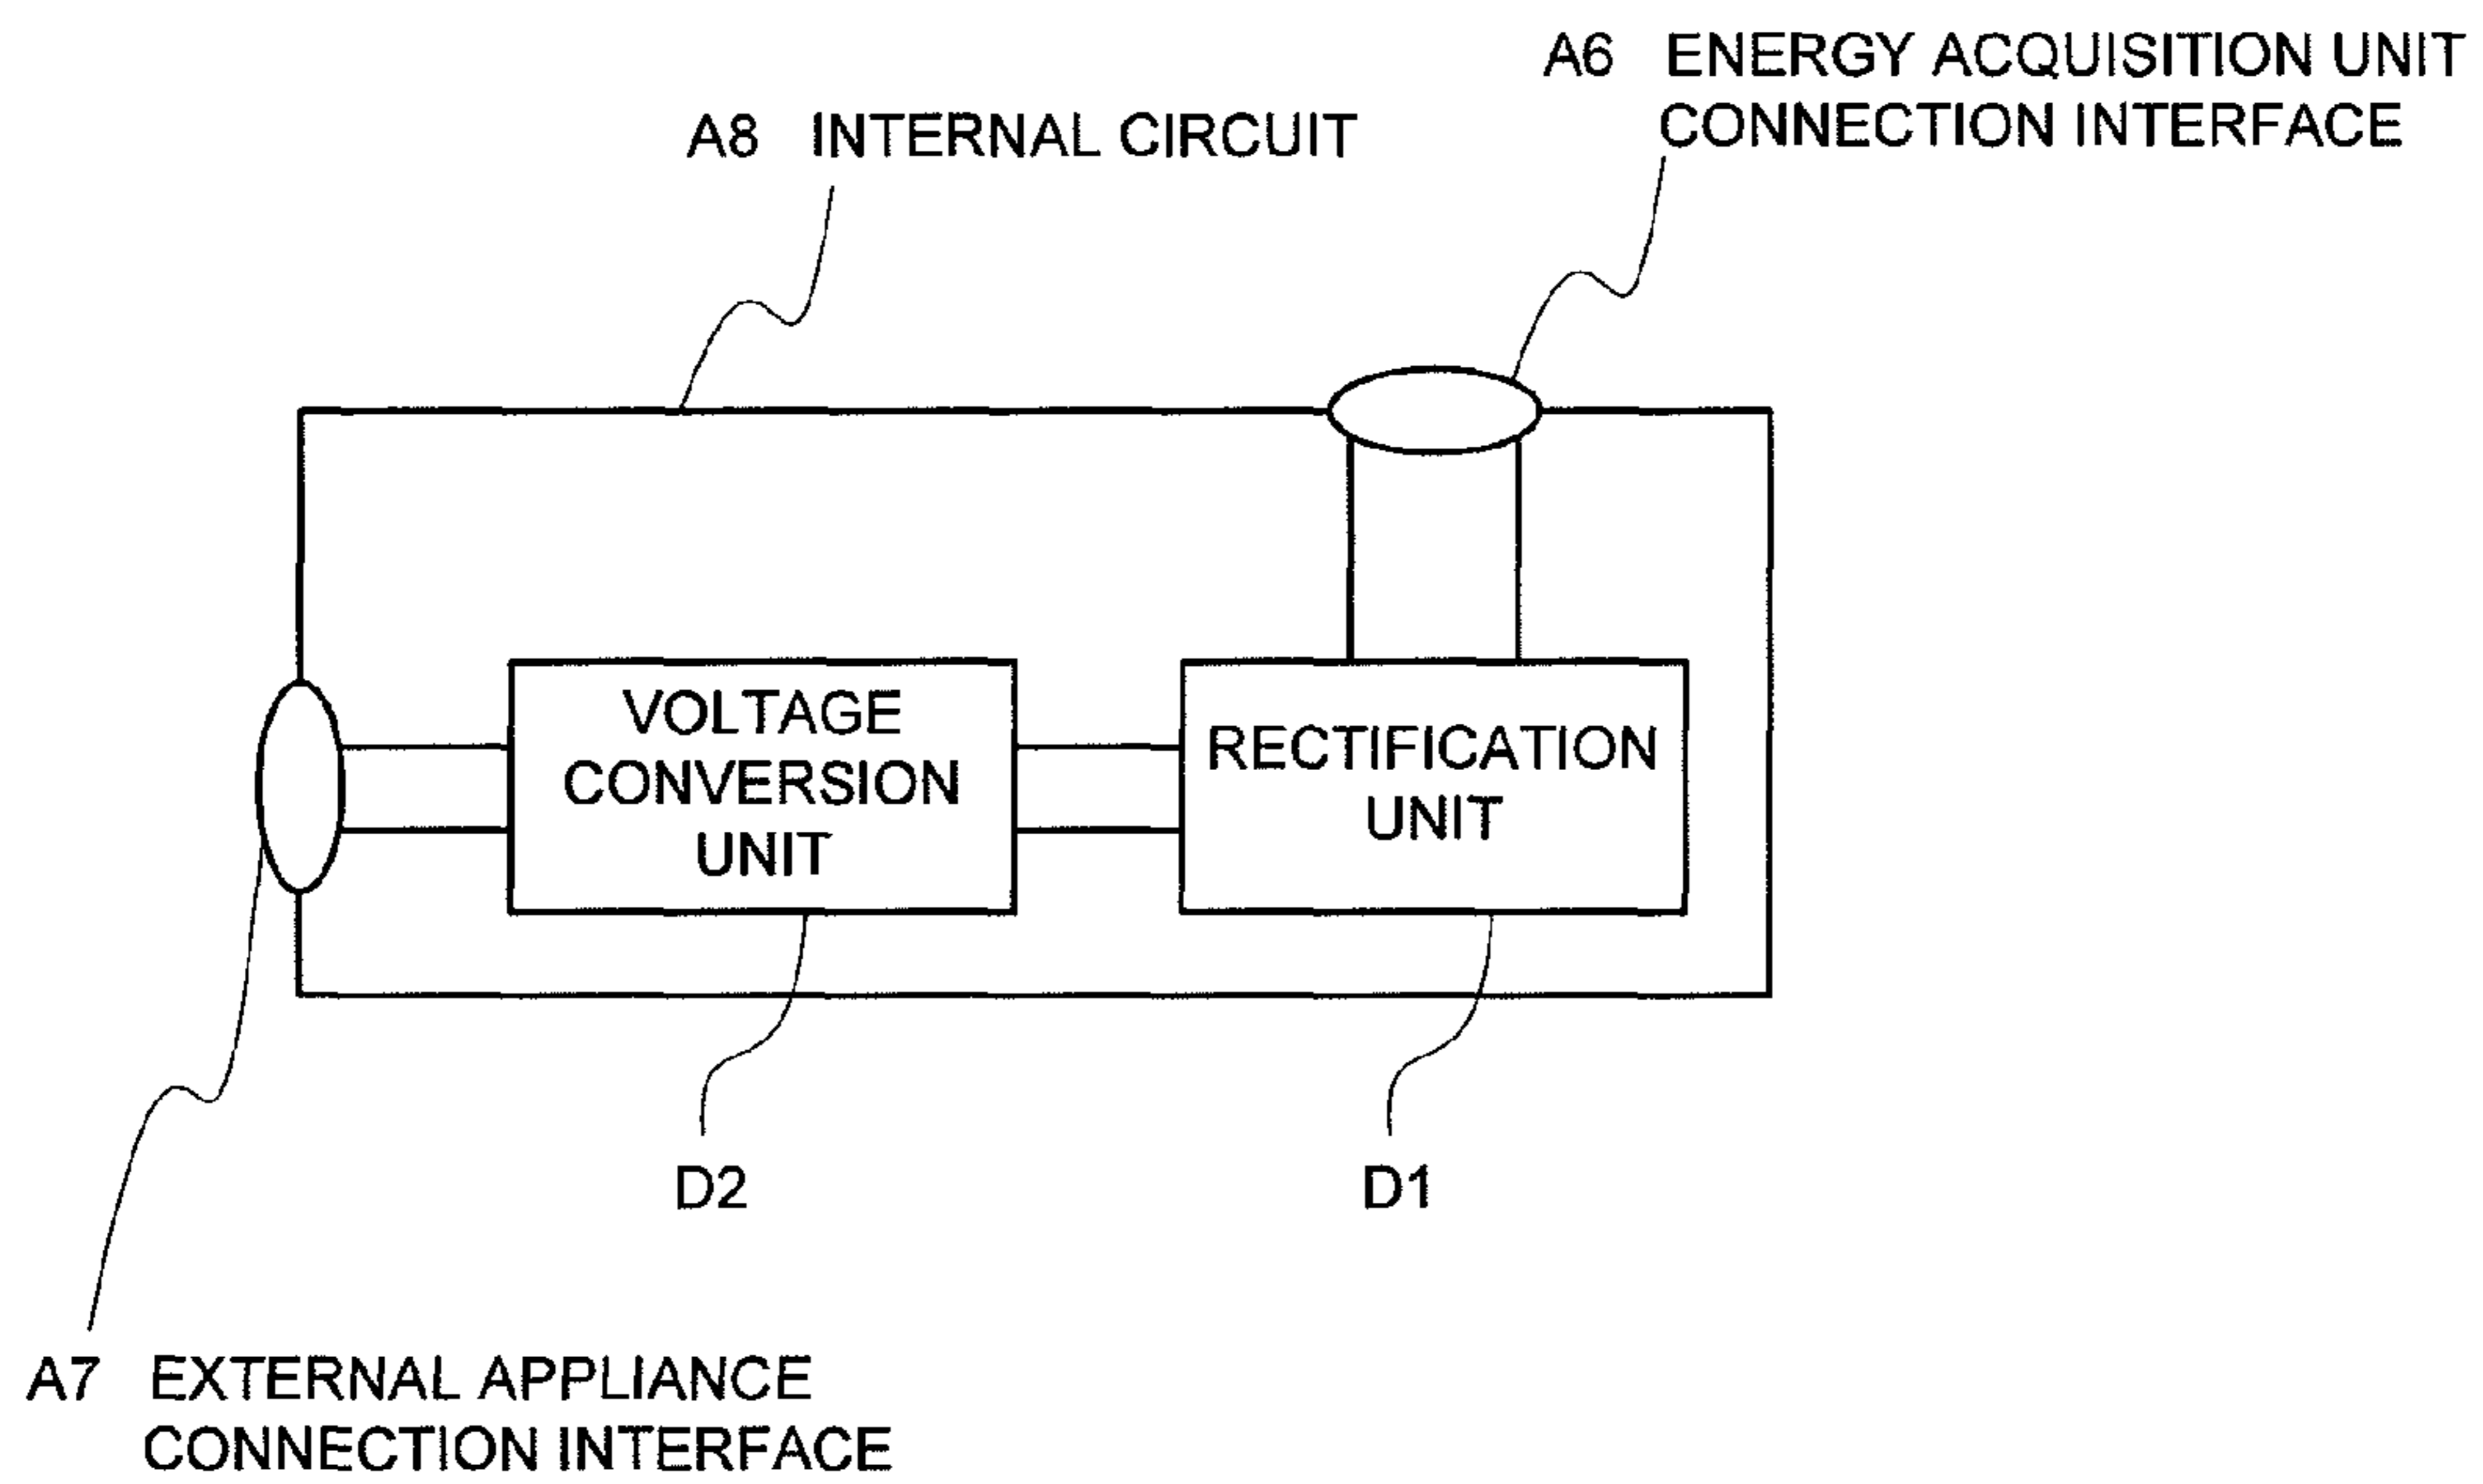 A6 ENERGY ACQUISITION UNIT
CONNECTION INTERFACE
A8 INTERNAL CIRCUIT
VOLTAGE
CONVERSION
UNIT
RECTIFICATION
UNIT
D2
D1
A7 EXTERNAL APPLIANCE
CONNECTION INTERFACE